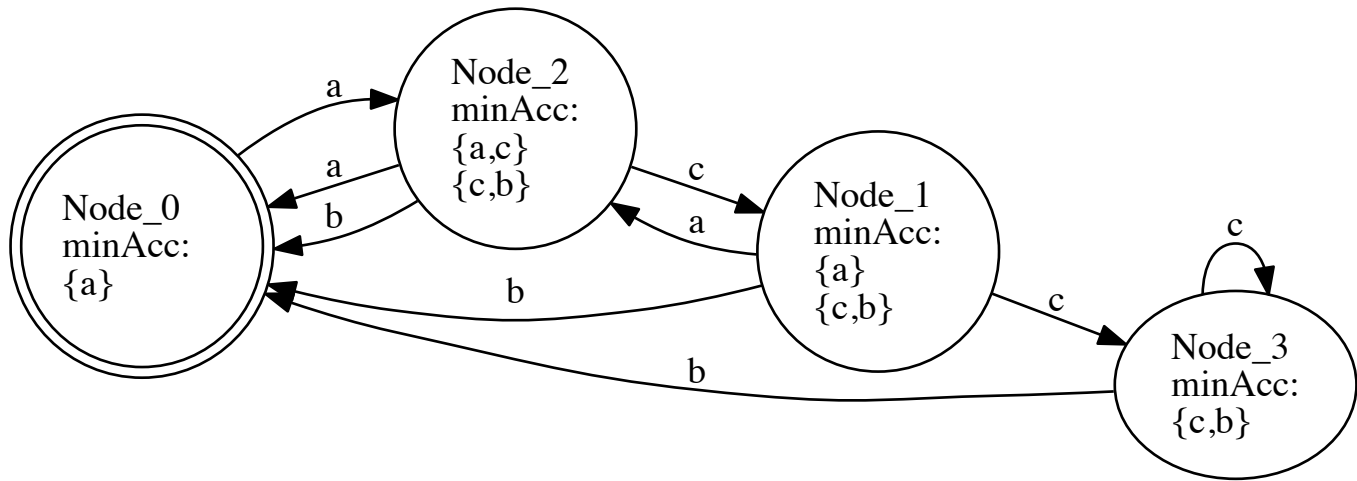 Node_0
minAcc:
{a}
a
a
b
Node_2
minAcc:
{a,c}
{c,b}
c
a
b
b
Node_1
minAcc:
{a}
{c,b}
c
c
Node_3
minAcc:
{c,b}